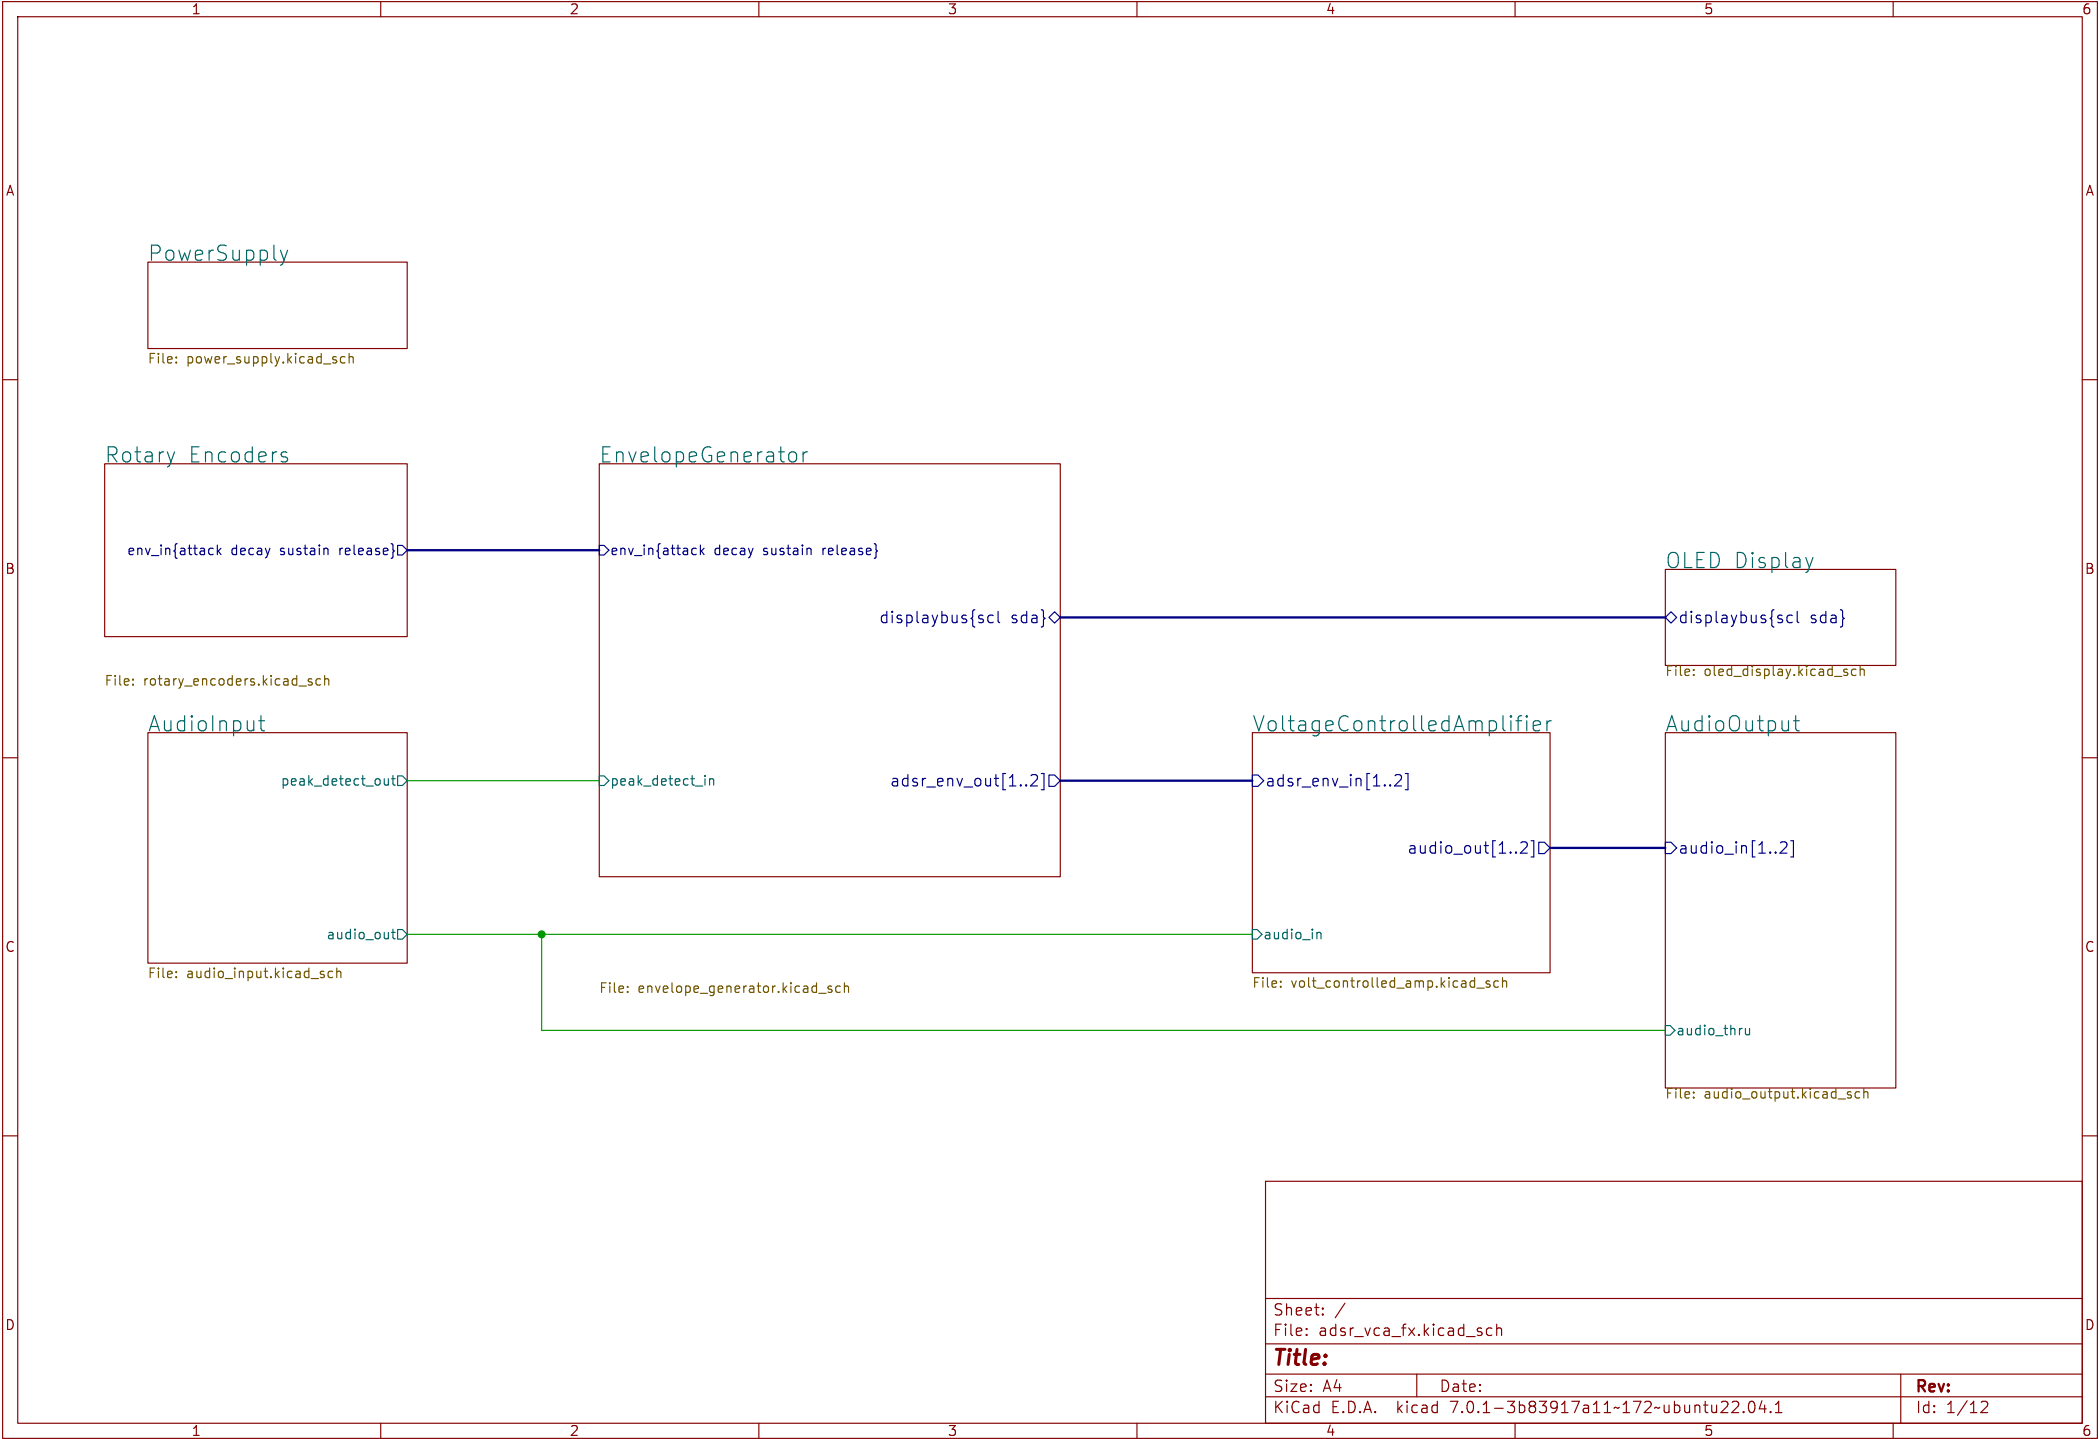 1 2 3 4 5 6
A A
PowerSupply
File: power_supply.kicad_sch
Rotary Encoders
env_in{attack decay sustain release}
File: rotary_encoders.kicad_sch
EnvelopeGenerator
env_in{attack decay sustain release}
displaybus{scl sda}
peak_detect_in
adsr_env_out[1..2]
File: envelope_generator.kicad_sch
OLED Display
displaybus{scl sda}
File: oled_display.kicad_sch
B B
AudioInput
peak_detect_out
audio_out
File: audio_input.kicad_sch
VoltageControlledAmplifier
adsr_env_in[1..2]
audio_out[1..2]
audio_in
File: volt_controlled_amp.kicad_sch
AudioOutput
audio_in[1..2]
audio_thru
File: audio_output.kicad_sch
C C
Sheet: /
File: adsr_vca_fx.kicad_sch
Title:
Size: A4 Date: Rev:
KiCad E.D.A. kicad 7.0.1-3b83917a11~172~ubuntu22.04.1 Id: 1/12
D D
1 2 3 4 5 6